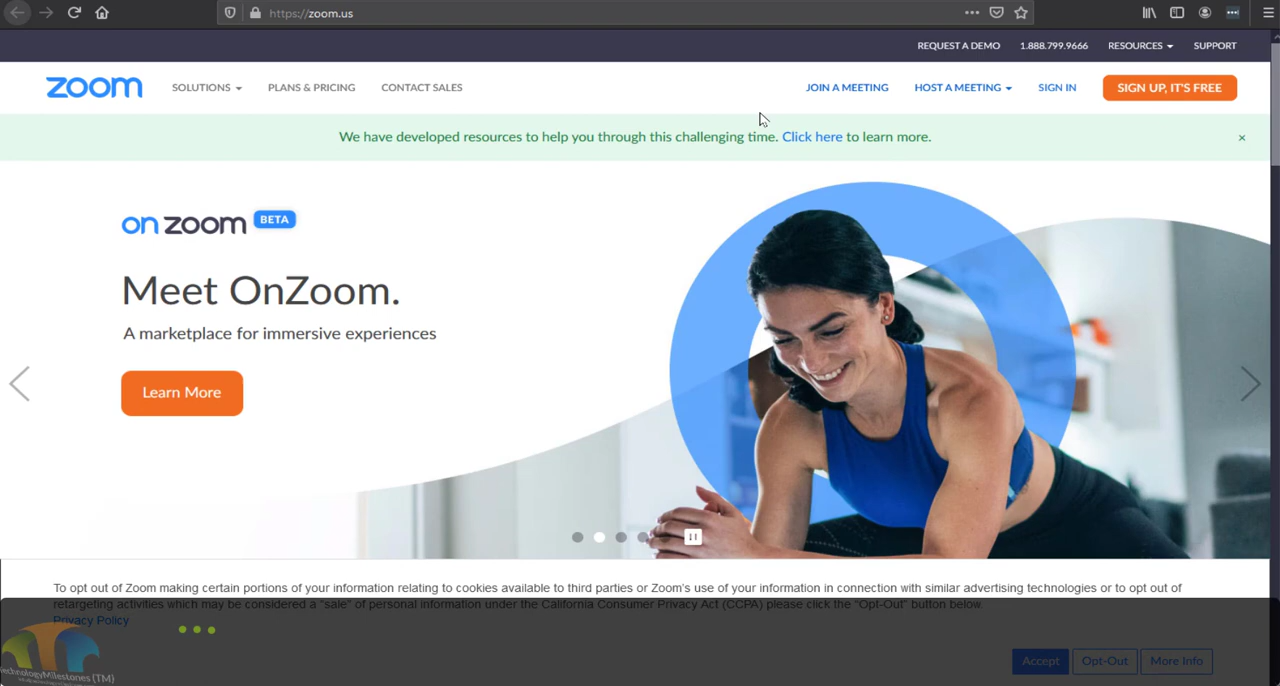 https://zoom.us
REQUEST A DEMO 1.888.799.9666 RESOURCES SUPPORT
zoom SOLUTIONS PLANS & PRICING CONTACT SALES JOIN A MEETING HOST A MEETING SIGN IN SIGN UP, IT'S FREE
We have developed resources to help you through this challenging time. Click here to learn more. ×
on zoom BETA
Meet OnZoom.
A marketplace for immersive experiences
Learn More
To opt out of Zoom making certain portions of your information relating to cookies available to third parties or Zoom's use of your information in connection with similar advertising technologies or to opt out of
retargeting activities which may be considered a "sale" of personal information under the California Consumer Privacy Act (CCPA) please click the "Opt-Out" button below.
Privacy Policy
Accept Opt-Out More Info
TechnologyMilestones (TM)